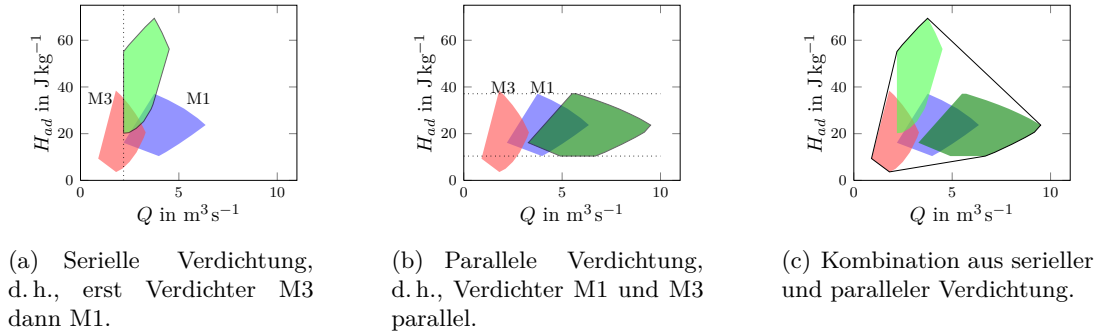 0
20
40
60
0
5
10
H_ad in J kg⁻¹
Q in m³ s⁻¹
M3
M1
0
20
40
60
0
5
10
H_ad in J kg⁻¹
Q in m³ s⁻¹
M3
M1
0
20
40
60
0
5
10
H_ad in J kg⁻¹
Q in m³ s⁻¹
(a) Serielle Verdichtung,
d. h., erst Verdichter M3
dann M1.
(b) Parallele Verdichtung,
d. h., Verdichter M1 und M3
parallel.
(c) Kombination aus serieller
und paralleler Verdichtung.